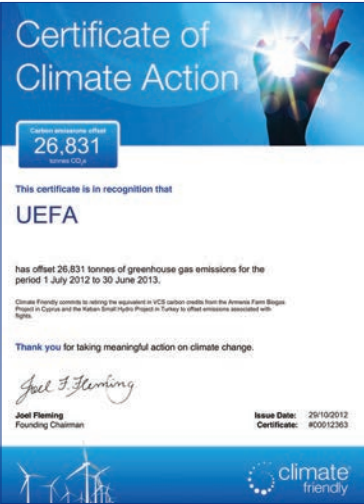 Certificate of
Climate Action
Carbon emissions offset
26,831
tonnes CO₂e
This certificate is in recognition that
UEFA
has offset 26,831 tonnes of greenhouse gas emissions for the
period 1 July 2012 to 30 June 2013.
Climate Friendly commits to retiring the equivalent in VCS carbon credits from the Armenis Farm Biogas
Project in Cyprus and the Kaban Small Hydro Project in Turkey to offset emissions associated with
flights.
Thank you for taking meaningful action on climate change.
Joel F. Fleming
Joel Fleming
Founding Chairman
Issue Date: 29/10/2012
Certificate: #00012363
climate
friendly